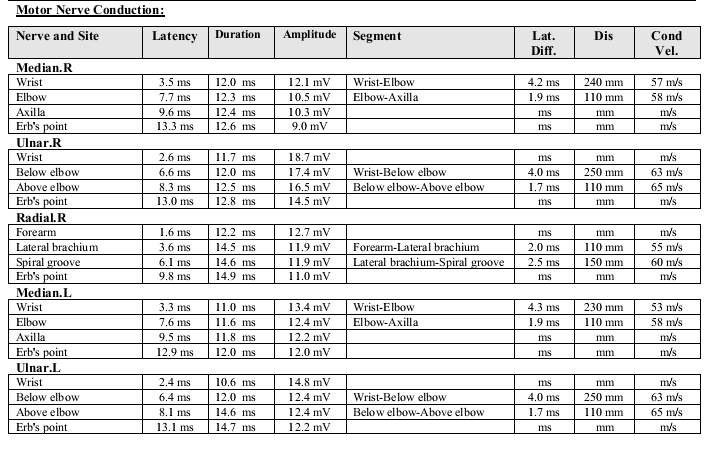 Motor Nerve Conduction:
Nerve and Site Latency Duration Amplitude Segment Lat. Diff. Dis Cond Vel.
Median.R
Wrist 3.5 ms 12.0 ms 12.1 mV Wrist-Elbow 4.2 ms 240 mm 57 m/s
Elbow 7.7 ms 12.3 ms 10.5 mV Elbow-Axilla 1.9 ms 110 mm 58 m/s
Axilla 9.6 ms 12.4 ms 10.3 mV ms mm m/s
Erb's point 13.3 ms 12.6 ms 9.0 mV ms mm m/s
Ulnar.R
Wrist 2.6 ms 11.7 ms 18.7 mV ms mm m/s
Below elbow 6.6 ms 12.0 ms 17.4 mV Wrist-Below elbow 4.0 ms 250 mm 63 m/s
Above elbow 8.3 ms 12.5 ms 16.5 mV Below elbow-Above elbow 1.7 ms 110 mm 65 m/s
Erb's point 13.0 ms 12.8 ms 14.5 mV ms mm m/s
Radial.R
Forearm 1.6 ms 12.2 ms 12.7 mV ms mm m/s
Lateral brachium 3.6 ms 14.5 ms 11.9 mV Forearm-Lateral brachium 2.0 ms 110 mm 55 m/s
Spiral groove 6.1 ms 14.6 ms 11.9 mV Lateral brachium-Spiral groove 2.5 ms 150 mm 60 m/s
Erb's point 9.8 ms 14.9 ms 11.0 mV ms mm m/s
Median.L
Wrist 3.3 ms 11.0 ms 13.4 mV Wrist-Elbow 4.3 ms 230 mm 53 m/s
Elbow 7.6 ms 11.6 ms 12.4 mV Elbow-Axilla 1.9 ms 110 mm 58 m/s
Axilla 9.5 ms 11.8 ms 12.2 mV ms mm m/s
Erb's point 12.9 ms 12.0 ms 12.0 mV ms mm m/s
Ulnar.L
Wrist 2.4 ms 10.6 ms 14.8 mV ms mm m/s
Below elbow 6.4 ms 12.0 ms 12.4 mV Wrist-Below elbow 4.0 ms 250 mm 63 m/s
Above elbow 8.1 ms 14.6 ms 12.4 mV Below elbow-Above elbow 1.7 ms 110 mm 65 m/s
Erb's point 13.1 ms 14.7 ms 12.2 mV ms mm m/s